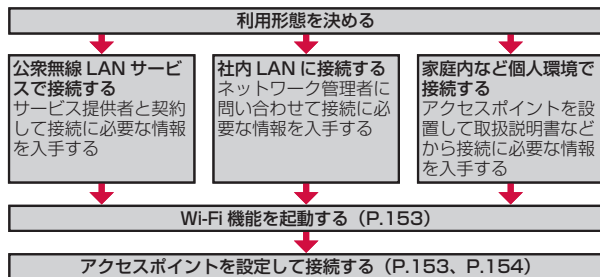 利用形態を決める
公衆無線 LAN サービ
スで接続する
サービス提供者と契約
して接続に必要な情報
を入手する
社内 LAN に接続する
ネットワーク管理者に
問い合わせて接続に必
要な情報を入手する
家庭内など個人環境で
接続する
アクセスポイントを設
置して取扱説明書など
から接続に必要な情報
を入手する
Wi-Fi 機能を起動する（P.153）
アクセスポイントを設定して接続する（P.153、P.154）